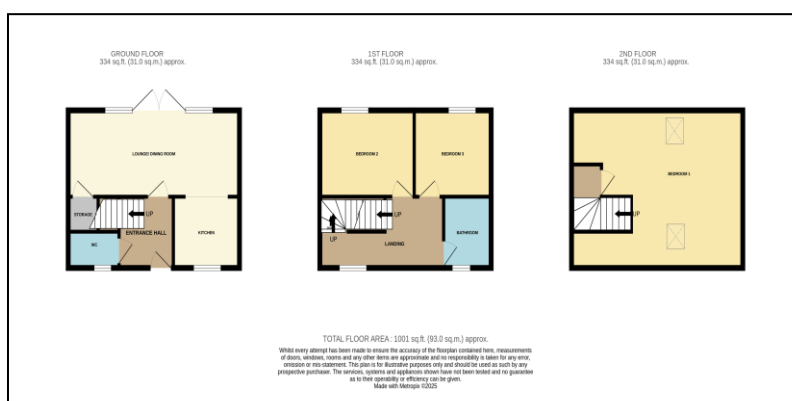 GROUND FLOOR
334 sq.ft. (31.0 sq.m.) approx.
1ST FLOOR
334 sq.ft. (31.0 sq.m.) approx.
2ND FLOOR
334 sq.ft. (31.0 sq.m.) approx.
LOUNGE/ DINING ROOM
STORAGE
UP
ENTRANCE HALL
KITCHEN
WC
BEDROOM 2
BEDROOM 3
UP
UP
LANDING
BATHROOM
BEDROOM 1
UP
TOTAL FLOOR AREA : 1001 sq.ft. (93.0 sq.m.) approx.
Whilst every attempt has been made to ensure the accuracy of the floorplan contained here, measurements
of doors, windows, rooms and any other items are approximate and no responsibility is taken for any error,
omission or mis-statement. This plan is for illustrative purposes only and should be used as such by any
prospective purchaser. The services, systems and appliances shown have not been tested and no guarantee
as to their operability or efficiency can be given.
Made with Metropix ©2025